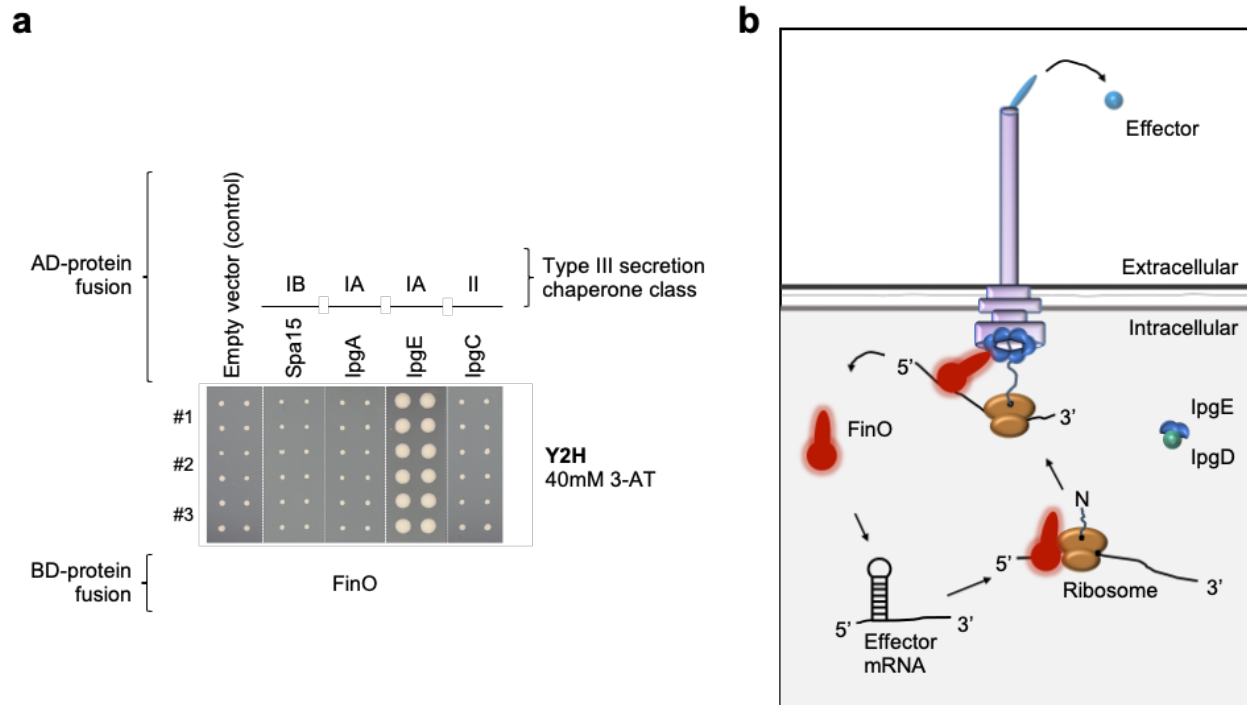 a
AD-protein
fusion
Empty vector (control)
IB
IA
IA
II
Type III secretion
chaperone class
Spa15
IpgA
IpgE
IpgC
#1
#2
#3
Y2H
40mM 3-AT
BD-protein
fusion
FinO
b
Effector
Extracellular
Intracellular
5’
3’
FinO
IpgE
IpgD
N
5’
Ribosome
3’
5’
3’
Effector
mRNA